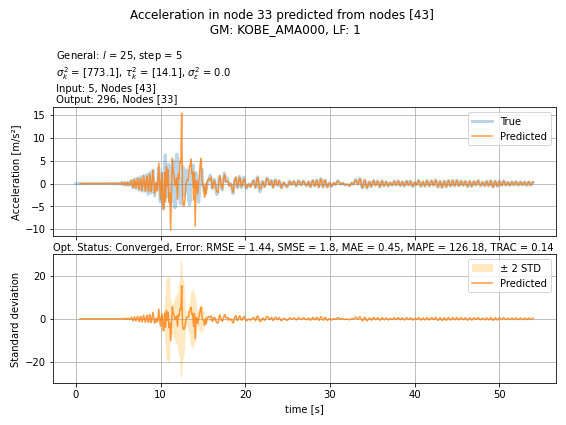 Acceleration in node 33 predicted from nodes [43]
GM: KOBE_AMA000, LF: 1
General: l = 25, step = 5
σ²ₖ = [773.1], τ²ₖ = [14.1], σ²_ε = 0.0
Input: 5, Nodes [43]
Output: 296, Nodes [33]
Acceleration [m/s²]
15
10
5
0
−5
−10
True
Predicted
Opt. Status: Converged, Error: RMSE = 1.44, SMSE = 1.8, MAE = 0.45, MAPE = 126.18, TRAC = 0.14
Standard deviation
20
0
−20
± 2 STD
Predicted
0 10 20 30 40 50
time [s]